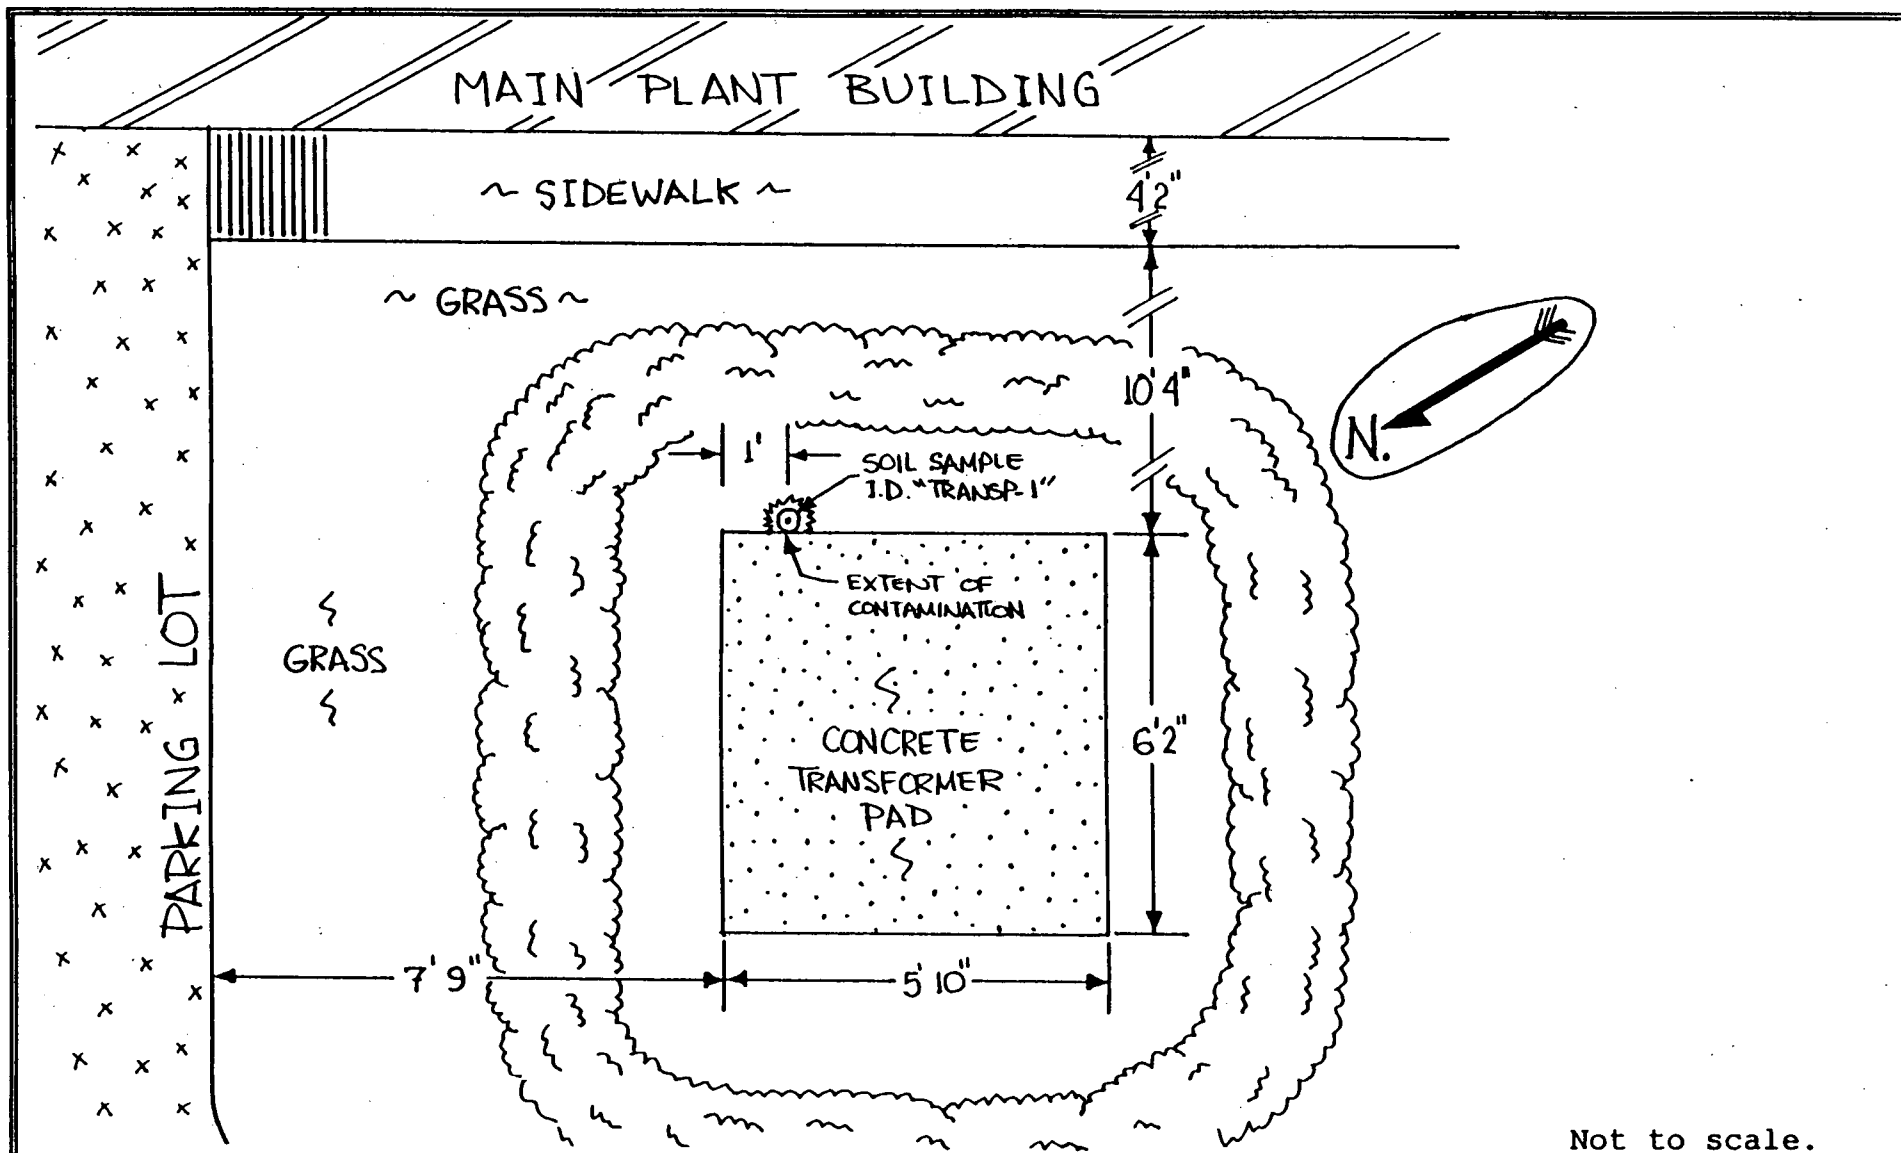 MAIN PLANT BUILDING
~ SIDEWALK ~
4'2"
~ GRASS ~
10'4"
N.
1'
SOIL SAMPLE
I.D. "TRANSP-1"
EXTENT OF
CONTAMINATION
PARKING LOT
GRASS
CONCRETE
TRANSFORMER
PAD
6'2"
7'9"
5'10"
Not to scale.